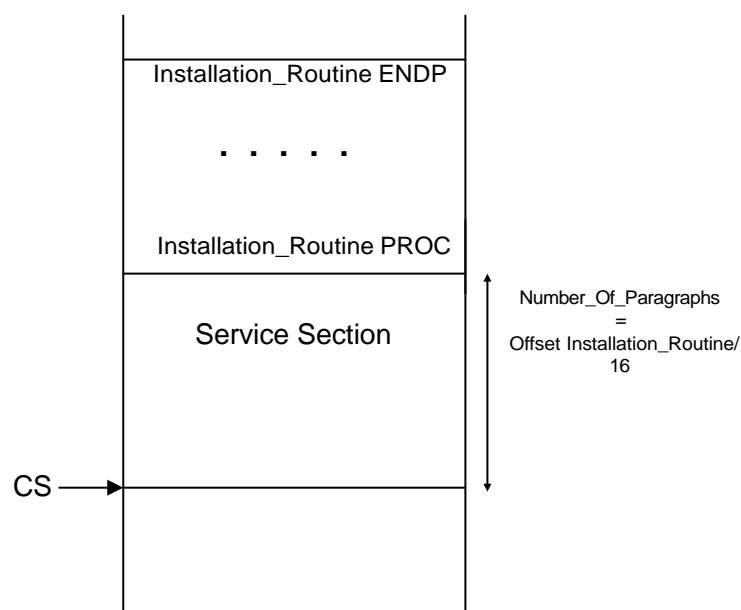 Installation_Routine ENDP
. . . . .
Installation_Routine PROC
Service Section
Number_Of_Paragraphs
=
Offset Installation_Routine/
16
CS